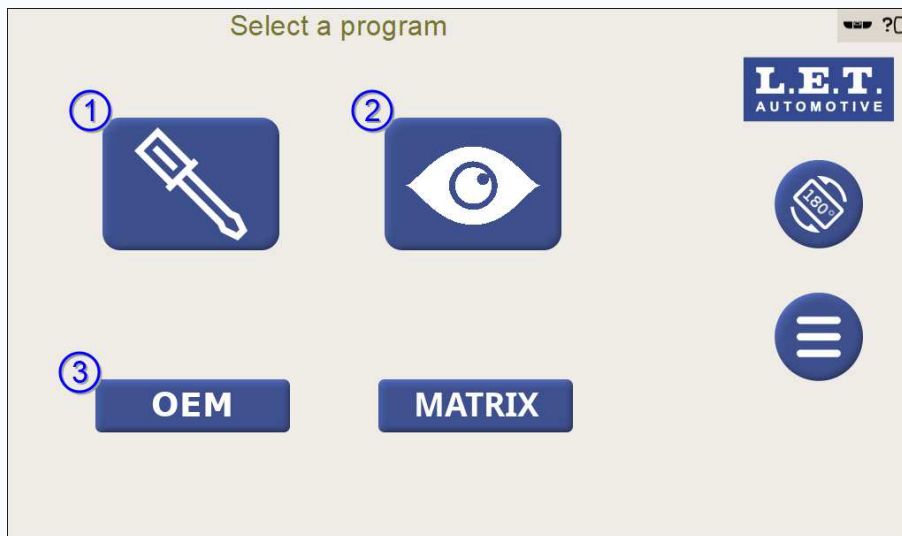 Select a program
?
L.E.T.
AUTOMOTIVE
1
2
180°
3
OEM
MATRIX